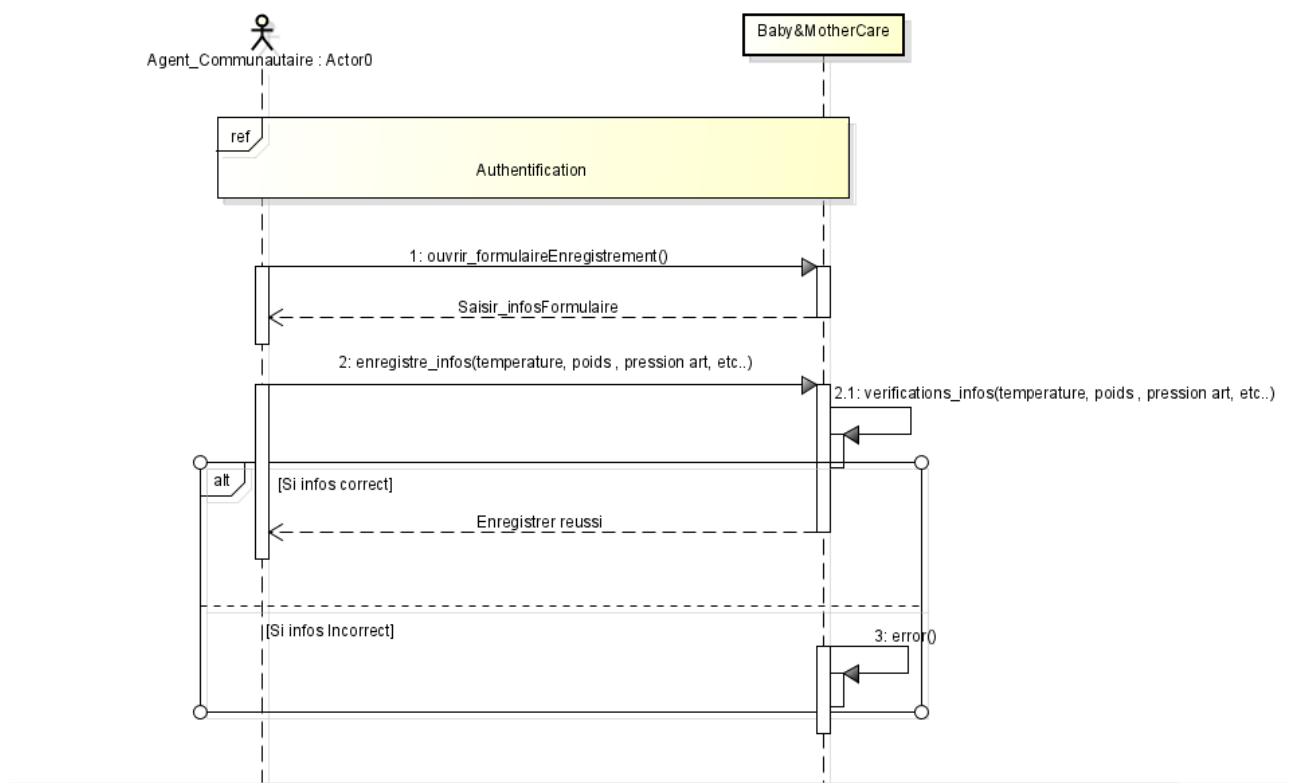 Baby&MotherCare
Agent_Communautaire : Actor0
ref
Authentification
1: ouvrir_formulaireEnregistrement()
Saisir_infosFormulaire
2: enregistre_infos(temperature, poids , pression art, etc..)
2.1: verifications_infos(temperature, poids , pression art, etc..)
alt
[Si infos correct]
Enregistrer reussi
[Si infos Incorrect]
3: error()